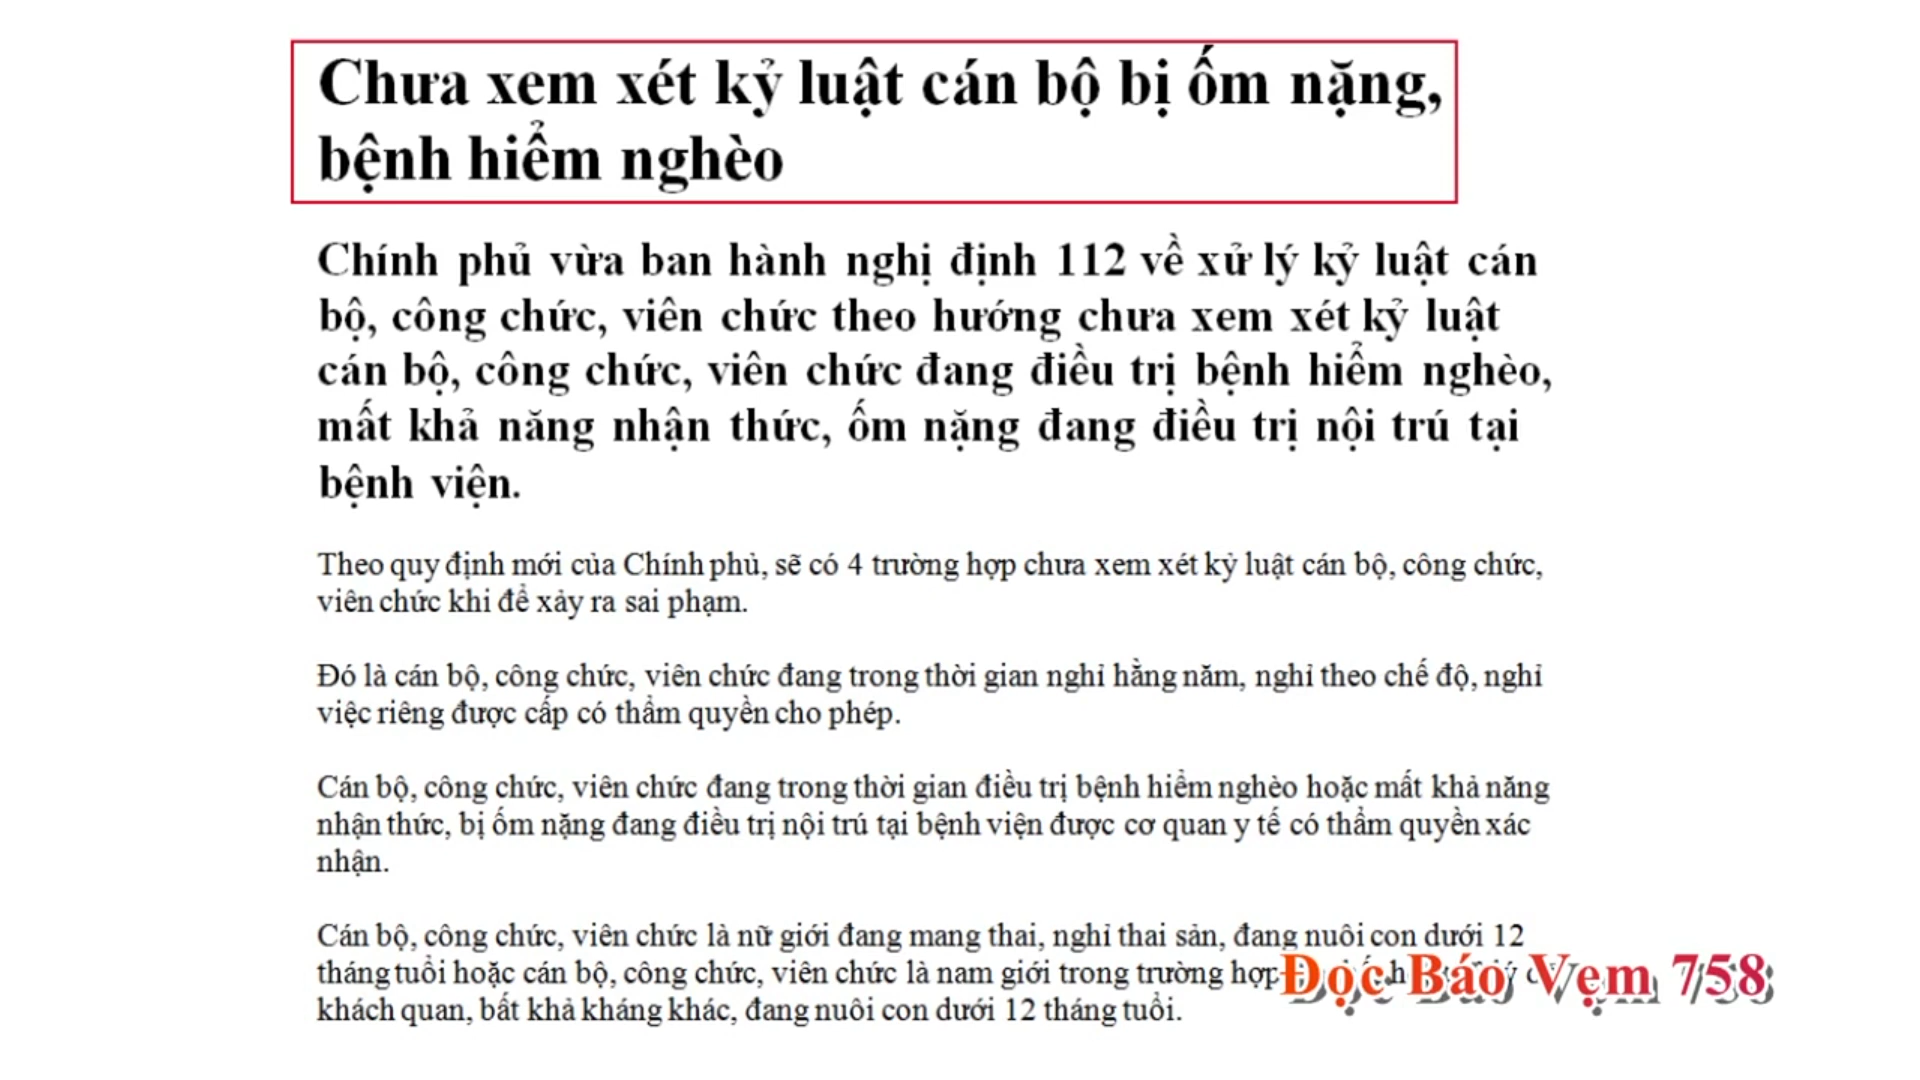 Chưa xem xét kỷ luật cán bộ bị ốm nặng,
bệnh hiểm nghèo
Chính phủ vừa ban hành nghị định 112 về xử lý kỷ luật cán
bộ, công chức, viên chức theo hướng chưa xem xét kỷ luật
cán bộ, công chức, viên chức đang điều trị bệnh hiểm nghèo,
mất khả năng nhận thức, ốm nặng đang điều trị nội trú tại
bệnh viện.
Theo quy định mới của Chính phủ, sẽ có 4 trường hợp chưa xem xét kỷ luật cán bộ, công chức,
viên chức khi để xảy ra sai phạm.
Đó là cán bộ, công chức, viên chức đang trong thời gian nghỉ hằng năm, nghỉ theo chế độ, nghỉ
việc riêng được cấp có thẩm quyền cho phép.
Cán bộ, công chức, viên chức đang trong thời gian điều trị bệnh hiểm nghèo hoặc mất khả năng
nhận thức, bị ốm nặng đang điều trị nội trú tại bệnh viện được cơ quan y tế có thẩm quyền xác
nhận.
Cán bộ, công chức, viên chức là nữ giới đang mang thai, nghỉ thai sản, đang nuôi con dưới 12
tháng tuổi hoặc cán bộ, công chức, viên chức là nam giới trong trường hợp
khách quan, bất khả kháng khác, đang nuôi con dưới 12 tháng tuổi.
Đọc Báo Vẹm 758